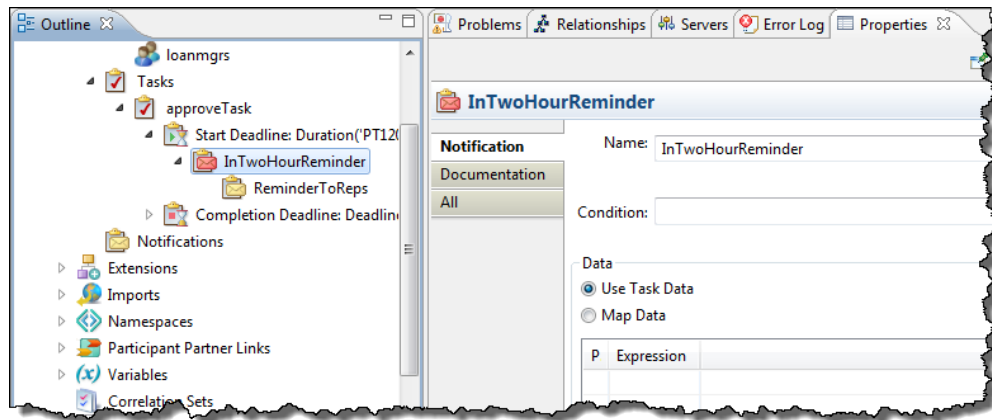 Outline
loanmgrs
Tasks
approveTask
Start Deadline: Duration('PT120
InTwoHourReminder
ReminderToReps
Completion Deadline: Deadlin
Notifications
Extensions
Imports
Namespaces
Participant Partner Links
(x) Variables
Correlation Sets
Problems Relationships Servers Error Log Properties
InTwoHourReminder
Notification
Documentation
All
Name: InTwoHourReminder
Condition:
Data
Use Task Data
Map Data
P Expression